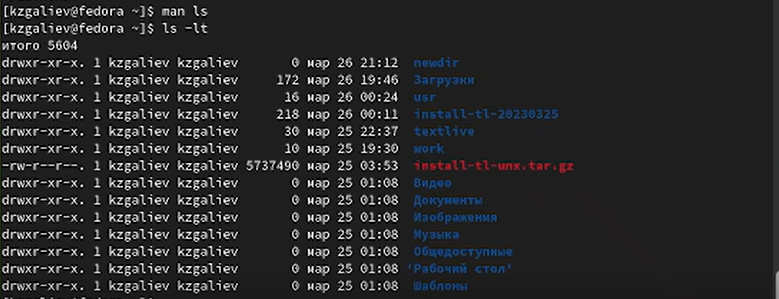 [kzgaliev@fedora ~]$ man ls
[kzgaliev@fedora ~]$ ls -lt
итого 5604
drwxr-xr-x. 1 kzgaliev kzgaliev 0 мар 26 21:12 newdir
drwxr-xr-x. 1 kzgaliev kzgaliev 172 мар 26 19:46 Загрузки
drwxr-xr-x. 1 kzgaliev kzgaliev 16 мар 26 00:24 usr
drwxr-xr-x. 1 kzgaliev kzgaliev 218 мар 26 00:11 install-tl-20230325
drwxr-xr-x. 1 kzgaliev kzgaliev 30 мар 25 22:37 textlive
drwxr-xr-x. 1 kzgaliev kzgaliev 10 мар 25 19:30 work
-rw-r--r--. 1 kzgaliev kzgaliev 5737490 мар 25 03:53 install-tl-unx.tar.gz
drwxr-xr-x. 1 kzgaliev kzgaliev 0 мар 25 01:08 Видео
drwxr-xr-x. 1 kzgaliev kzgaliev 0 мар 25 01:08 Документы
drwxr-xr-x. 1 kzgaliev kzgaliev 0 мар 25 01:08 Изображения
drwxr-xr-x. 1 kzgaliev kzgaliev 0 мар 25 01:08 Музыка
drwxr-xr-x. 1 kzgaliev kzgaliev 0 мар 25 01:08 Общедоступные
drwxr-xr-x. 1 kzgaliev kzgaliev 0 мар 25 01:08 'Рабочий стол'
drwxr-xr-x. 1 kzgaliev kzgaliev 0 мар 25 01:08 Шаблоны